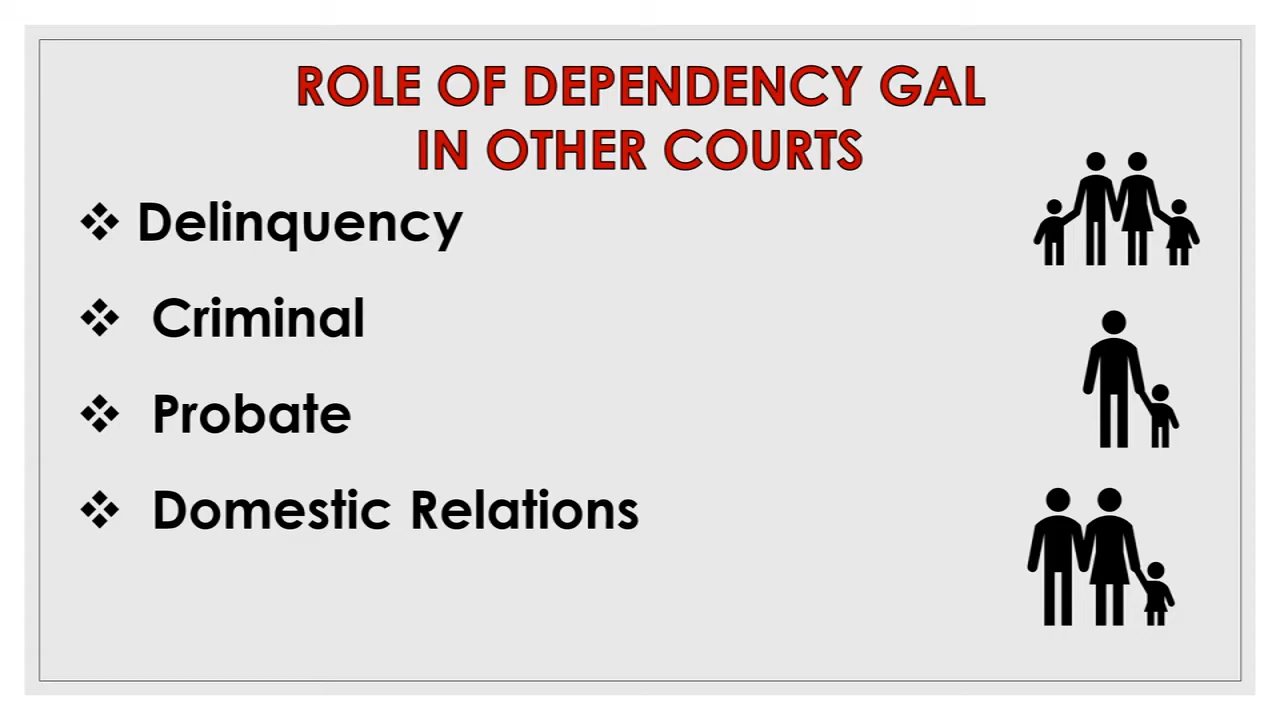 ROLE OF DEPENDENCY GAL
IN OTHER COURTS
❖ Delinquency
❖ Criminal
❖ Probate
❖ Domestic Relations